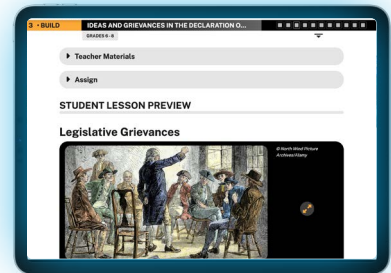 3 • BUILD
IDEAS AND GRIEVANCES IN THE DECLARATION O...
GRADES 6 - 8
Teacher Materials
Assign
STUDENT LESSON PREVIEW
Legislative Grievances
© North Wind Picture
Archives/Alamy